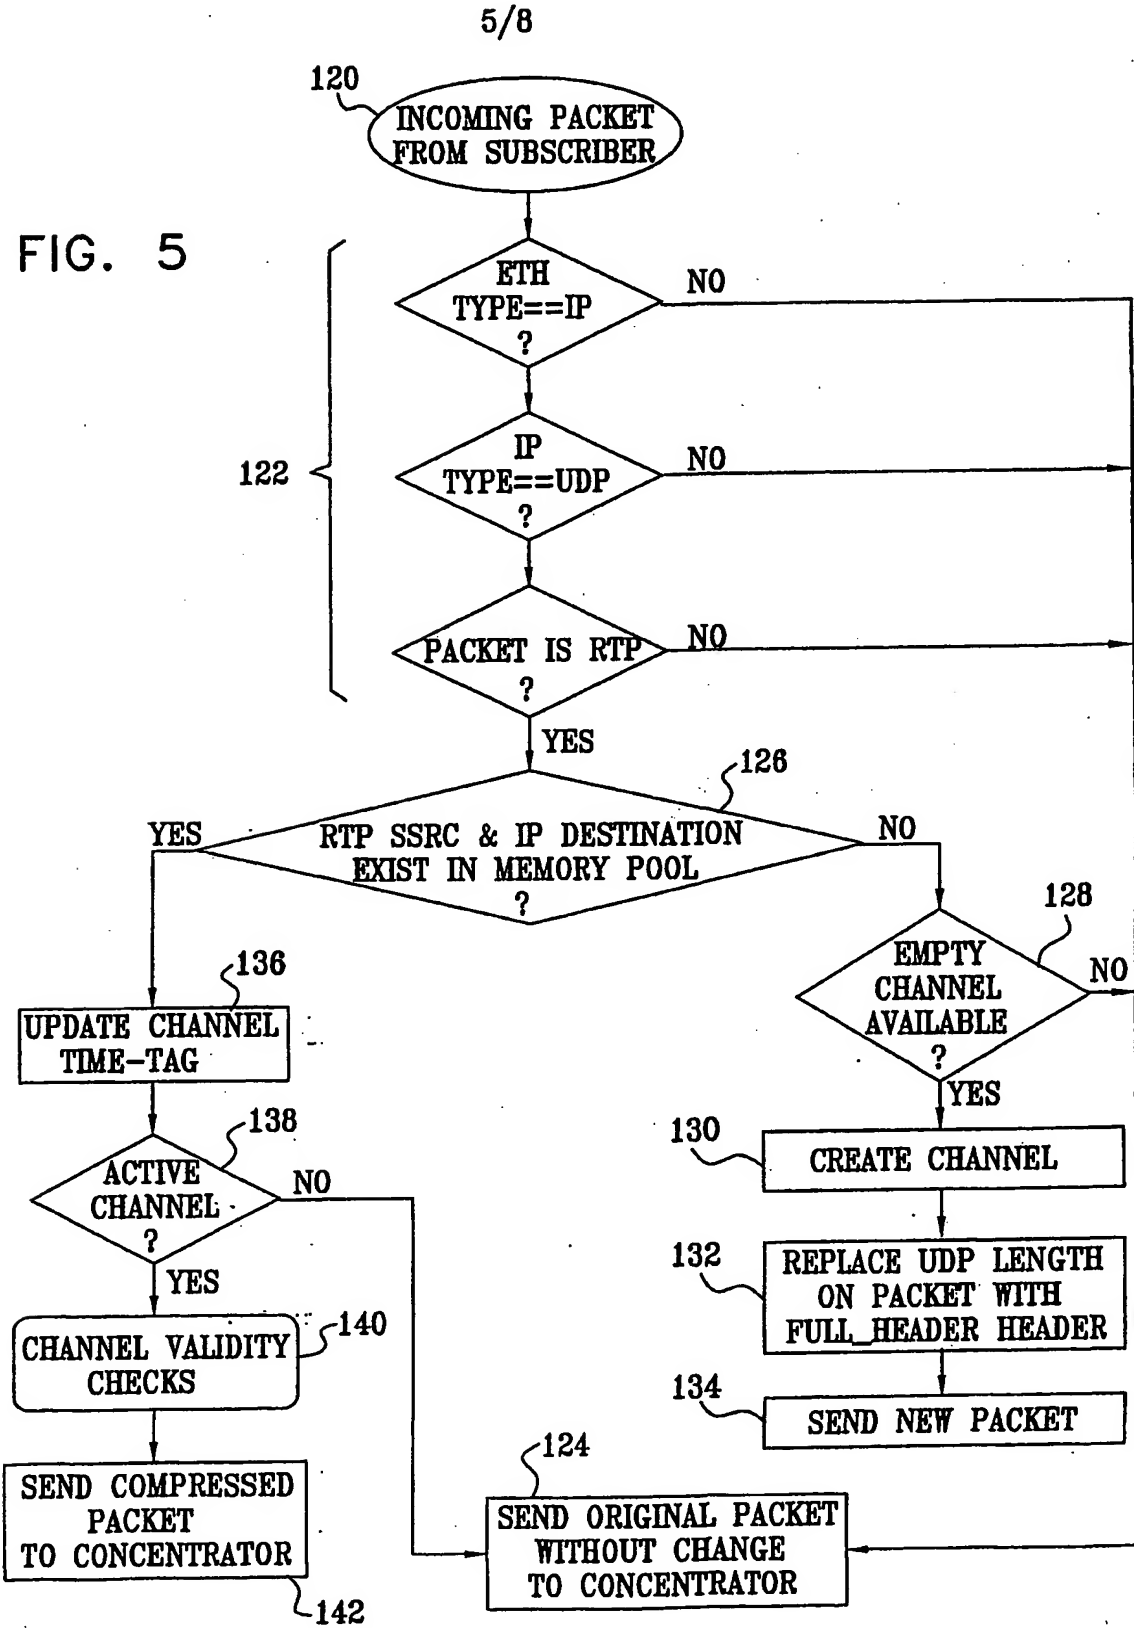 5/8
120
INCOMING PACKET
FROM SUBSCRIBER
FIG. 5
ETH
TYPE==IP
?
NO
122
IP
TYPE==UDP
?
NO
PACKET IS RTP
?
NO
YES
126
RTP SSRC & IP DESTINATION
EXIST IN MEMORY POOL
?
YES
NO
128
EMPTY
CHANNEL
AVAILABLE
?
NO
YES
136
UPDATE CHANNEL
TIME-TAG
138
ACTIVE
CHANNEL
?
NO
YES
130
CREATE CHANNEL
132
REPLACE UDP LENGTH
ON PACKET WITH
FULL_HEADER HEADER
140
CHANNEL VALIDITY
CHECKS
134
SEND NEW PACKET
124
SEND ORIGINAL PACKET
WITHOUT CHANGE
TO CONCENTRATOR
SEND COMPRESSED
PACKET
TO CONCENTRATOR
142